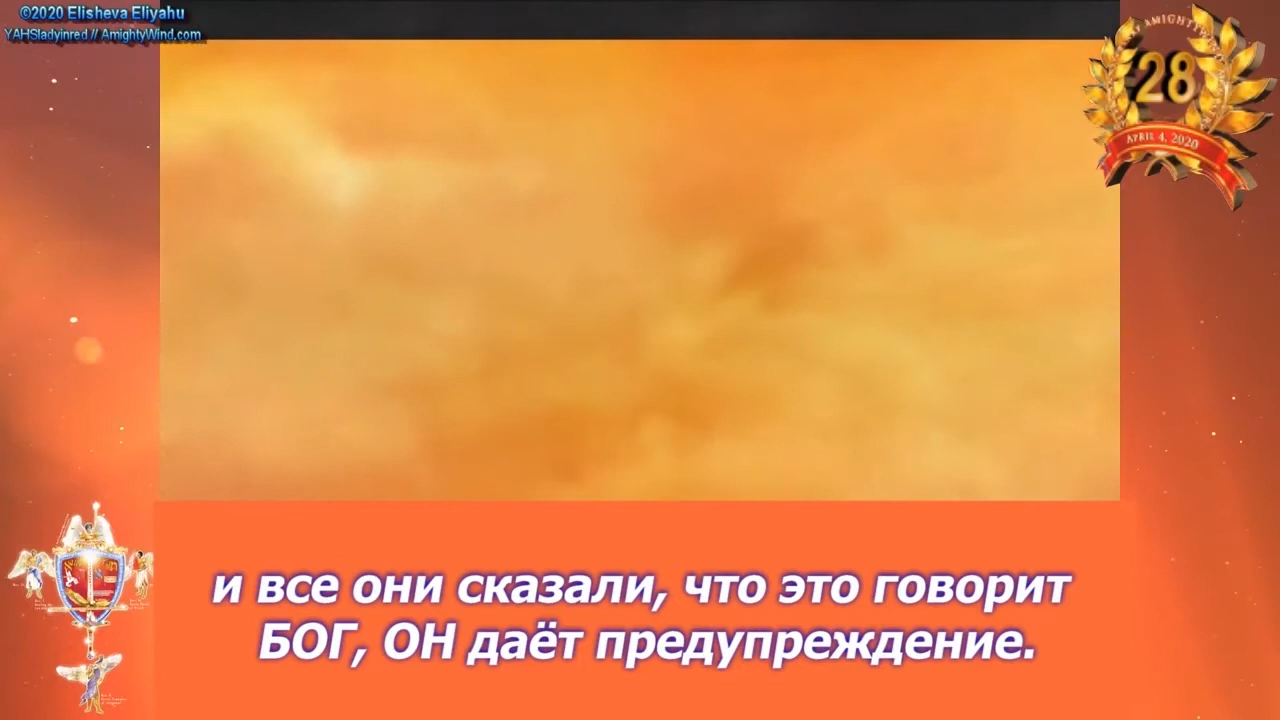 ©2020 Elisheva Eliyahu
YAHSladyinred // AmightyWind.com
28
APRIL 4, 2020
и все они сказали, что это говорит
БОГ, ОН даёт предупреждение.